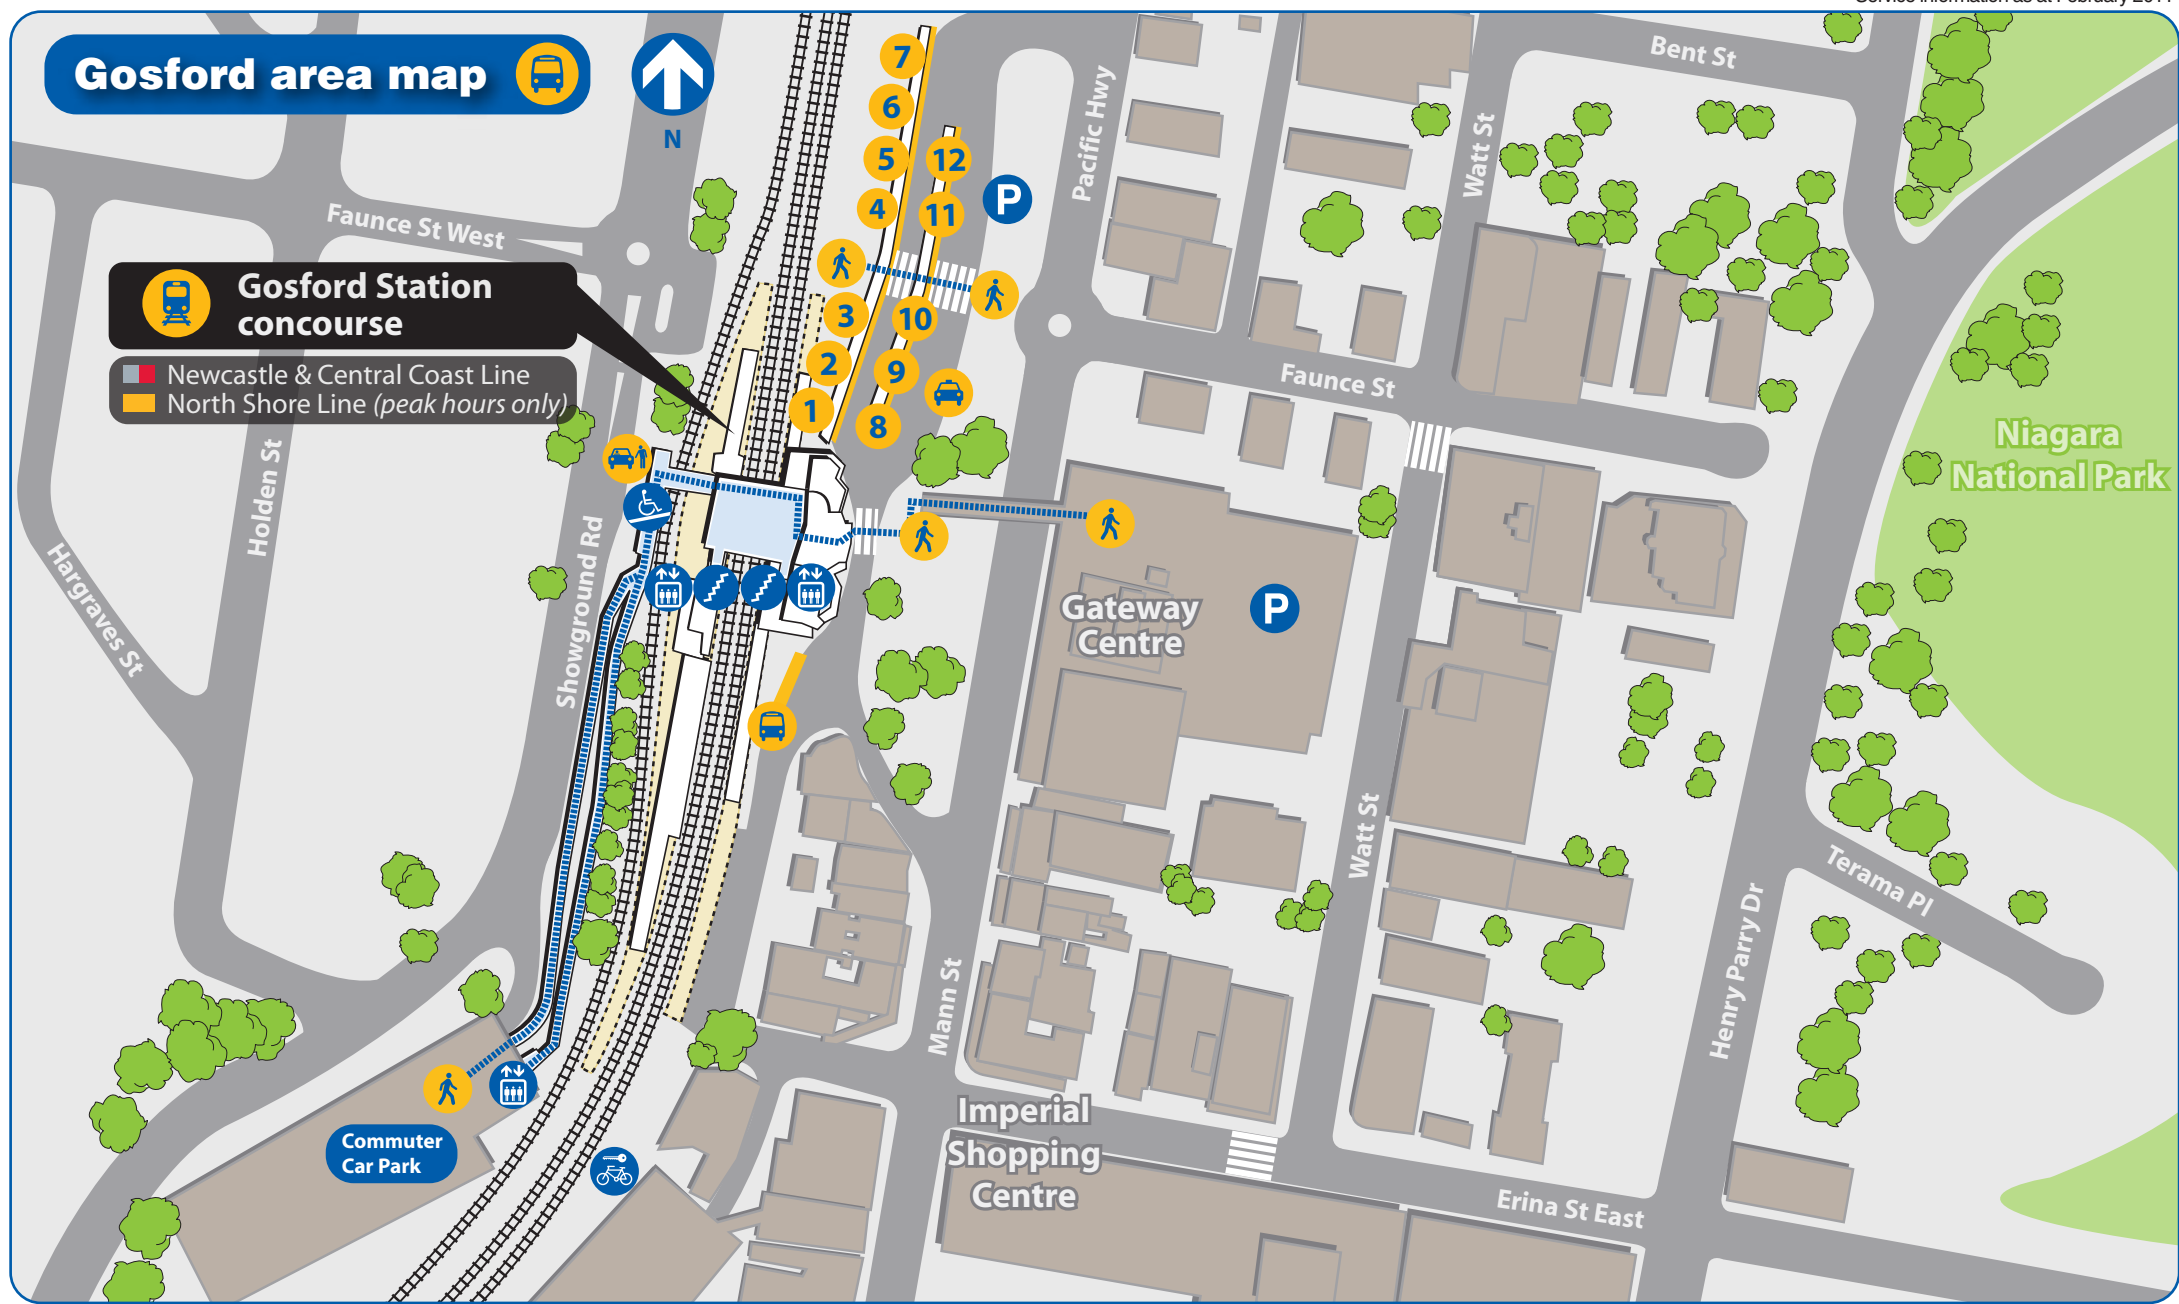 Gosford area map
N
7
6
5
4
12
11
P
Pacific Hwy
Watt St
Bent St
Faunce St West
Gosford Station
concourse
Newcastle & Central Coast Line
North Shore Line (peak hours only)
3
2
1
10
9
8
Faunce St
Niagara
National Park
Holden St
Hargraves St
Showground Rd
Gateway
Centre
P
Watt St
Terama Pl
Henry Parry Dr
Mann St
Imperial
Shopping
Centre
Erina St East
Commuter
Car Park